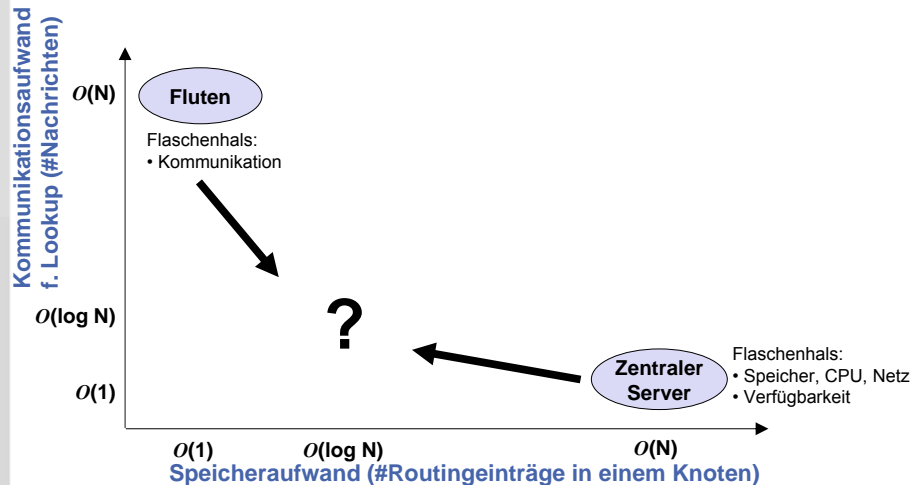 Kommunikationsaufwand
f. Lookup (#Nachrichten)
O(N)
Fluten
Flaschenhals:
• Kommunikation
O(log N)
?
O(1)
Zentraler
Server
Flaschenhals:
• Speicher, CPU, Netz
• Verfügbarkeit
O(1)
O(log N)
O(N)
Speicheraufwand (#Routingeinträge in einem Knoten)